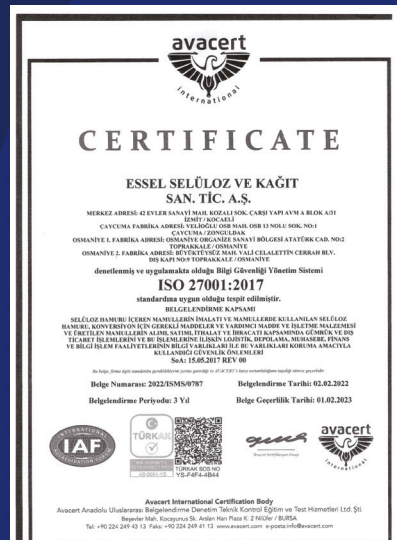 avacert
international
CERTIFICATE
ESSEL SELÜLOZ VE KAĞIT
SAN. TİC. A.Ş.
MERKEZ ADRESİ: 42 EVLER SANAYİ MAH. KOZALI SOK. ÇARŞI YAPI AVM A BLOK A/31
İZMİT / KOCAELİ
ÇAYCUMA FABRİKA ADRESİ: VELİOĞLU OSB MAH. OSB 13 NOLU SOK. NO:1
ÇAYCUMA / ZONGULDAK
OSMANİYE 1. FABRİKA ADRESİ: OSMANİYE ORGANİZE SANAYİ BÖLGESİ ATATÜRK CAD. NO:2
TOPRAKKALE / OSMANİYE
OSMANİYE 2. FABRİKA ADRESİ: BÜYÜKTÜYSÜZ MAH. VALİ CELALETTİN CERRAH BLV.
DIŞ KAPI NO:9 TOPRAKKALE / OSMANİYE
denetlenmiş ve uygulamakta olduğu Bilgi Güvenliği Yönetim Sistemi
ISO 27001:2017
standardına uygun olduğu tespit edilmiştir.
BELGELENDİRME KAPSAMI
SELÜLOZ HAMURU İÇEREN MAMULLERİN İMALATI VE MAMULLERDE KULLANILAN SELÜLOZ
HAMURU, KONVERSİYON İÇİN GEREKLİ MADDELER VE YARDIMCI MADDE VE İŞLETME MALZEMESİ
VE ÜRETİLEN MAMULLERİN ALIMI, SATIMI, İTHALAT VE İHRACATI KAPSAMINDA GÜMRÜK VE DIŞ
TİCARET İŞLEMLERİNİ VE BU İŞLEMLERİNE İLİŞKİN LOJİSTİK, DEPOLAMA, MUHASEBE, FİNANS
VE BİLGİ İŞLEM FAALİYETLERİNİN BİLGİ VARLIKLARI İLE BU VARLIKLARI KORUMA AMACIYLA
KULLANDIĞI GÜVENLİK ÖNLEMLERİ
SoA: 15.05.2017 REV 00
Belge Numarası: 2022/ISMS/0787
Belgelendirme Tarihi: 02.02.2022
Belgelendirme Periyodu: 3 Yıl
Belge Geçerlilik Tarihi: 01.02.2023
INTERNATIONAL
IAF
ACCREDITATION FORUM
TÜRKAK
TÜRKAK BDS NO
YS-F4F4-4B44
avacert
international
Avacert International Certification Body
Avacert Anadolu Uluslararası Belgelendirme Denetim Teknik Kontrol Eğitim ve Test Hizmetleri Ltd. Şti.
Beşevler Mah. Kocayunus Sk. Arslan Han Plaza K: 2 Nilüfer / BURSA
Tel: +90 224 249 43 13 Faks: +90 224 249 41 13 www.avacert.com e-posta:info@avacert.com